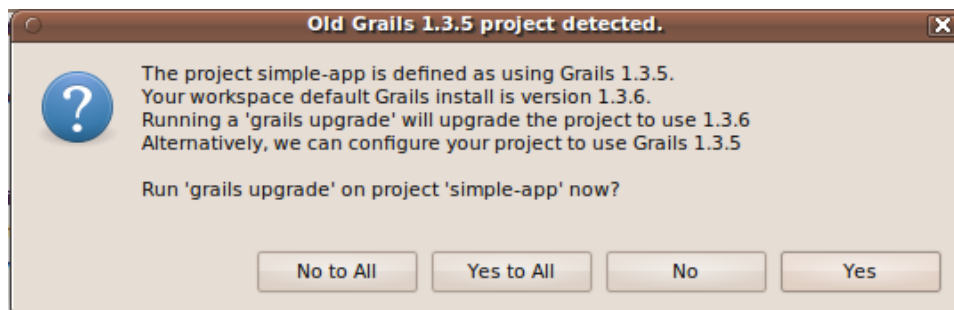 Old Grails 1.3.5 project detected.
The project simple-app is defined as using Grails 1.3.5.
Your workspace default Grails install is version 1.3.6.
Running a 'grails upgrade' will upgrade the project to use 1.3.6
Alternatively, we can configure your project to use Grails 1.3.5
Run 'grails upgrade' on project 'simple-app' now?
No to All Yes to All No Yes